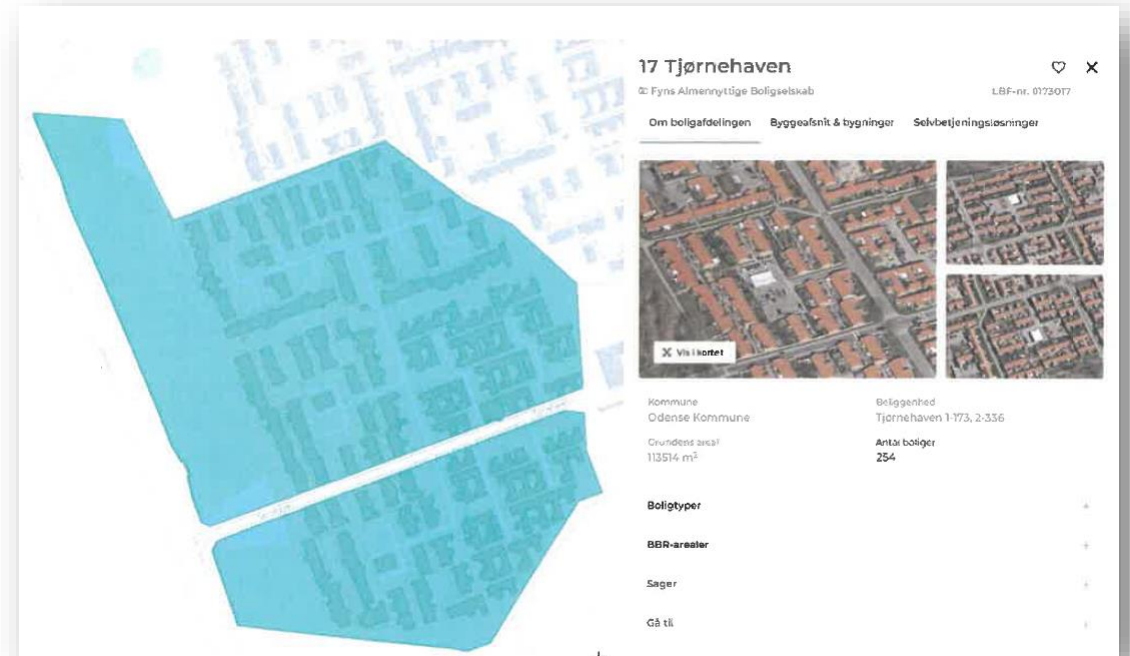 17 Tjørnehaven
Fyns Almennyttige Boligselskab
LBF-nr. 0173017
Om boligafdelingen
Byggeafsnit & bygninger
Selvbetjeningsløsninger
Vis i kortet
Kommune
Odense Kommune
Beliggenhed
Tjørnehaven 1-173, 2-336
Grundens areal
113514 m²
Antal boliger
254
Boligtyper
BBR-arealer
Sager
Gå til